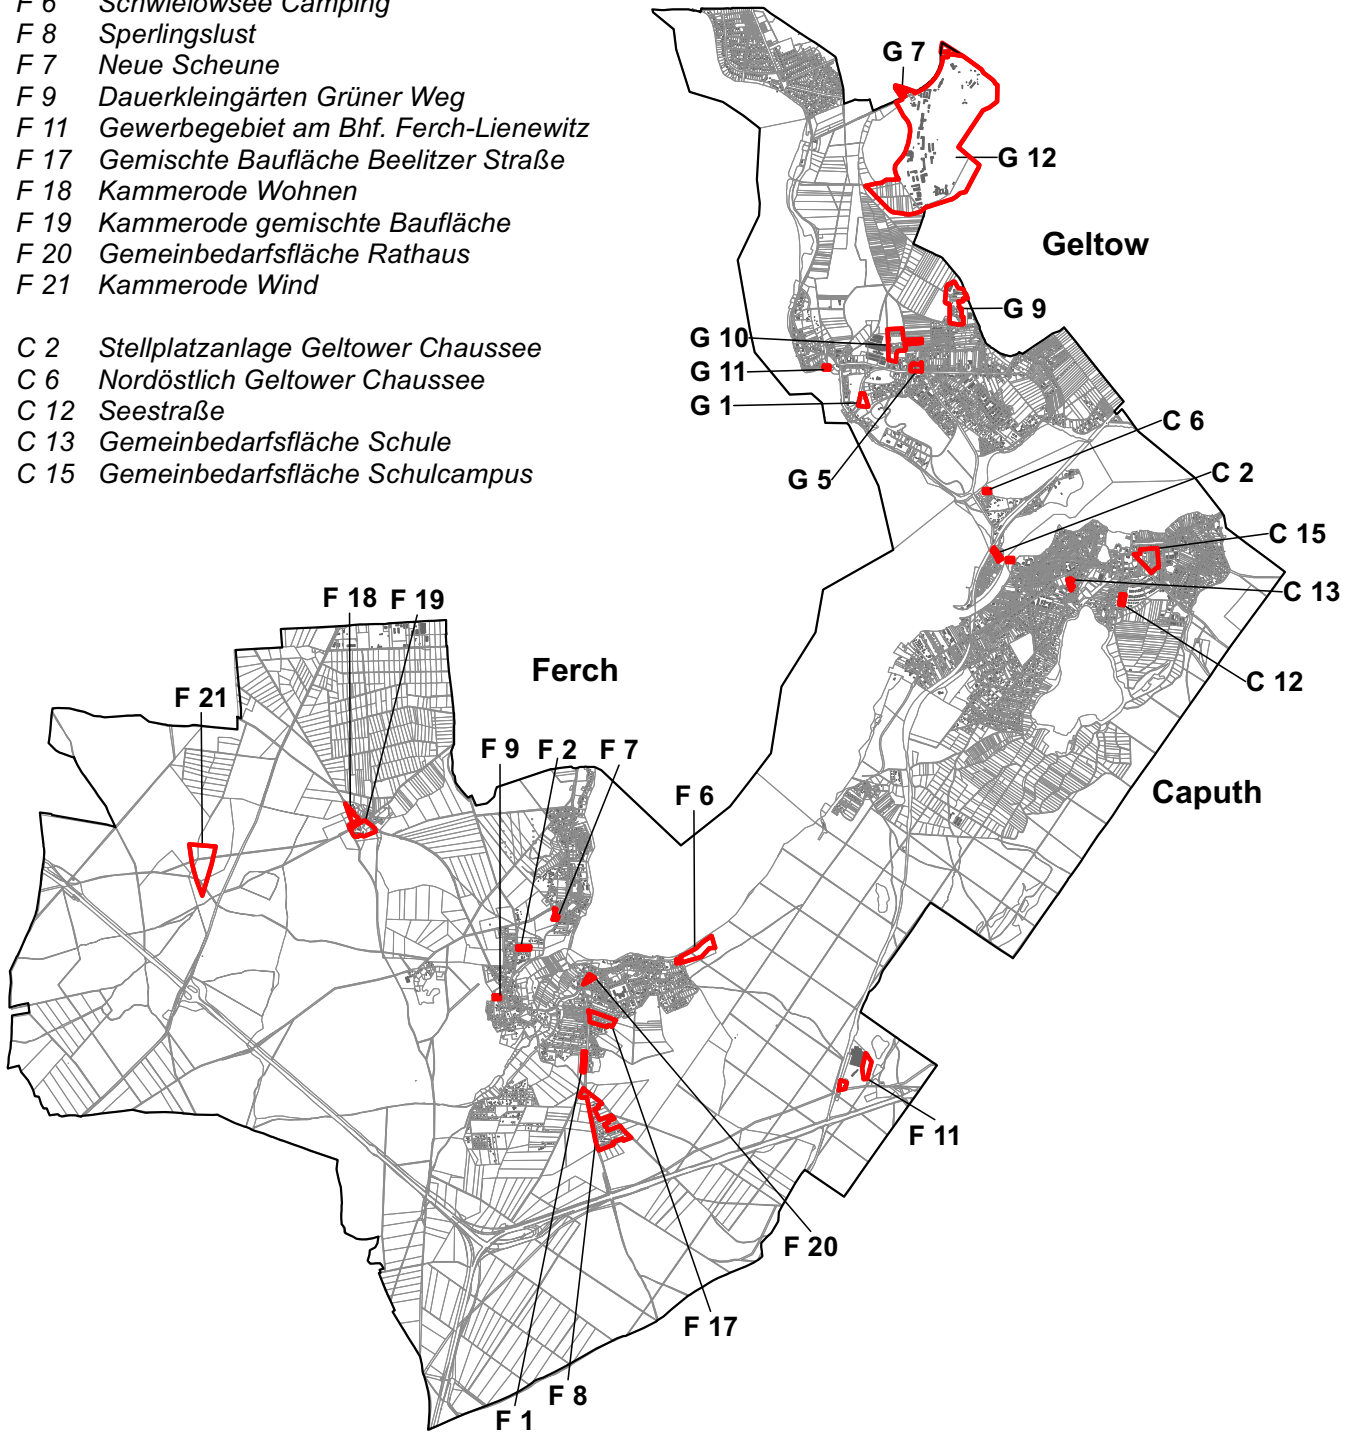 F 6 Schwielowsee Camping
F 8 Sperlingslust
F 7 Neue Scheune
F 9 Dauerkleingärten Grüner Weg
F 11 Gewerbegebiet am Bhf. Ferch-Lienewitz
F 17 Gemischte Baufläche Beelitzer Straße
F 18 Kammerode Wohnen
F 19 Kammerode gemischte Baufläche
F 20 Gemeinbedarfsfläche Rathaus
F 21 Kammerode Wind
C 2 Stellplatzanlage Geltower Chaussee
C 6 Nordöstlich Geltower Chaussee
C 12 Seestraße
C 13 Gemeinbedarfsfläche Schule
C 15 Gemeinbedarfsfläche Schulcampus
G 7
G 12
Geltow
G 9
G 10
G 11
G 1
G 5
C 6
C 2
C 15
C 13
C 12
Caputh
F 18
F 19
Ferch
F 21
F 9
F 2
F 7
F 6
F 11
F 20
F 17
F 8
F 1